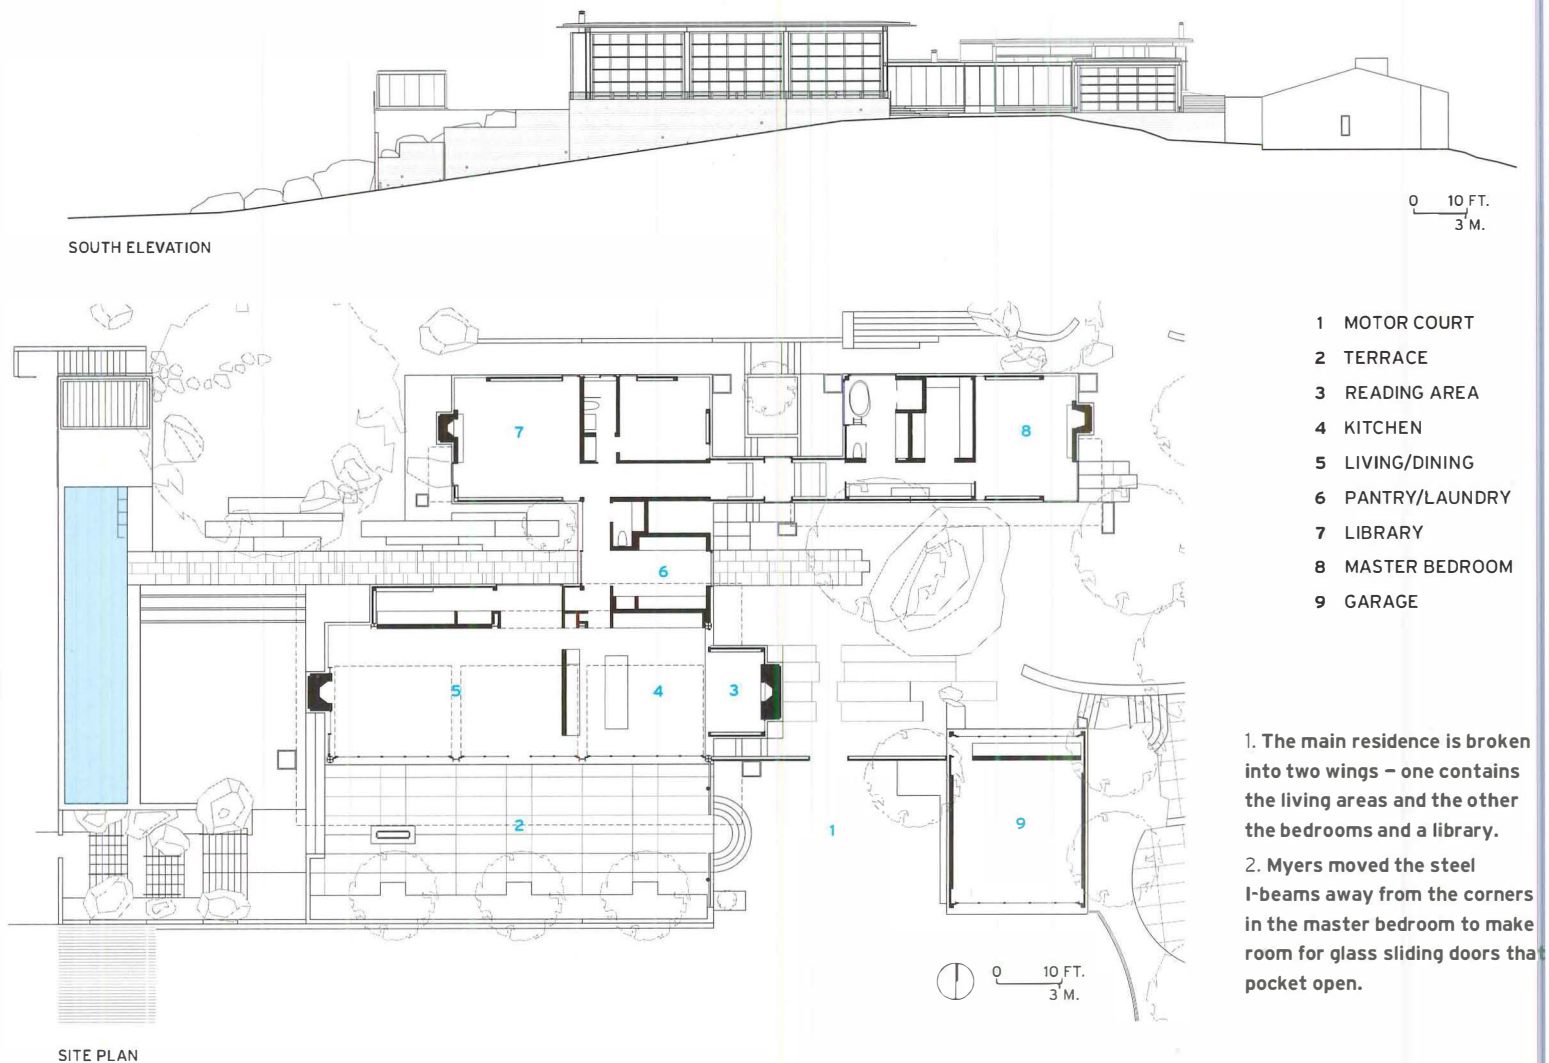 0 10 FT.
3 M.
SOUTH ELEVATION
1 MOTOR COURT
2 TERRACE
3 READING AREA
4 KITCHEN
5 LIVING/DINING
6 PANTRY/LAUNDRY
7 LIBRARY
8 MASTER BEDROOM
9 GARAGE
7
8
6
5
4
3
2
1
9
1. The main residence is broken
into two wings – one contains
the living areas and the other
the bedrooms and a library.
2. Myers moved the steel
I-beams away from the corners
in the master bedroom to make
room for glass sliding doors that
pocket open.
0 10 FT.
3 M.
SITE PLAN